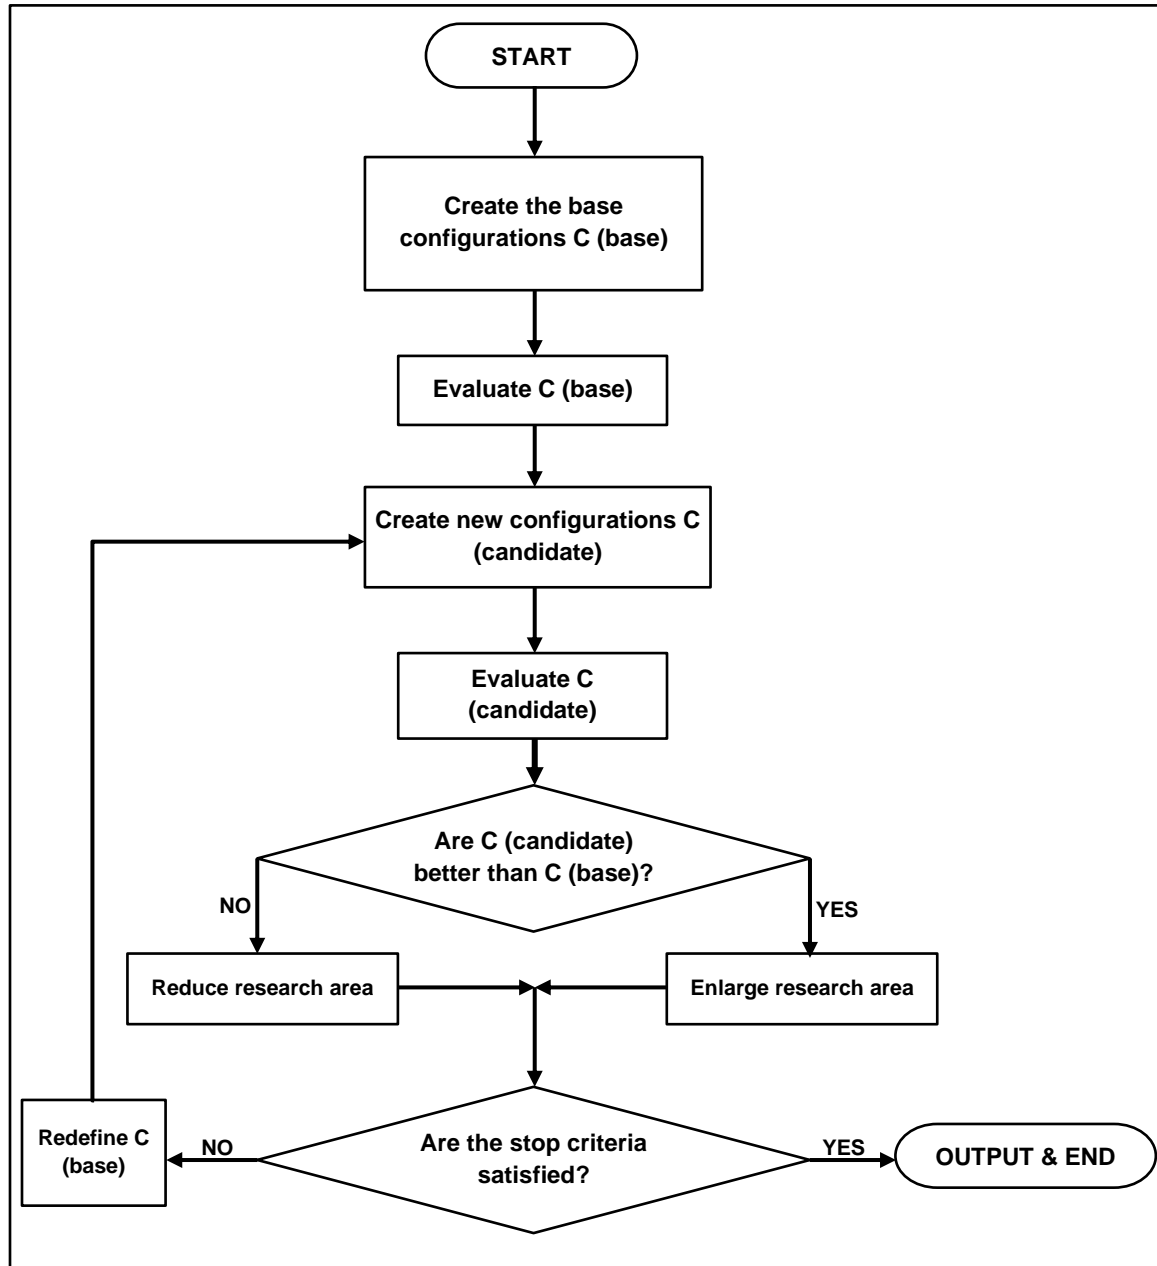 START
Create the base
configurations C (base)
Evaluate C (base)
Create new configurations C
(candidate)
Evaluate C
(candidate)
Are C (candidate)
better than C (base)?
NO
YES
Reduce research area
Enlarge research area
Redefine C
(base)
NO
Are the stop criteria
satisfied?
YES
OUTPUT & END